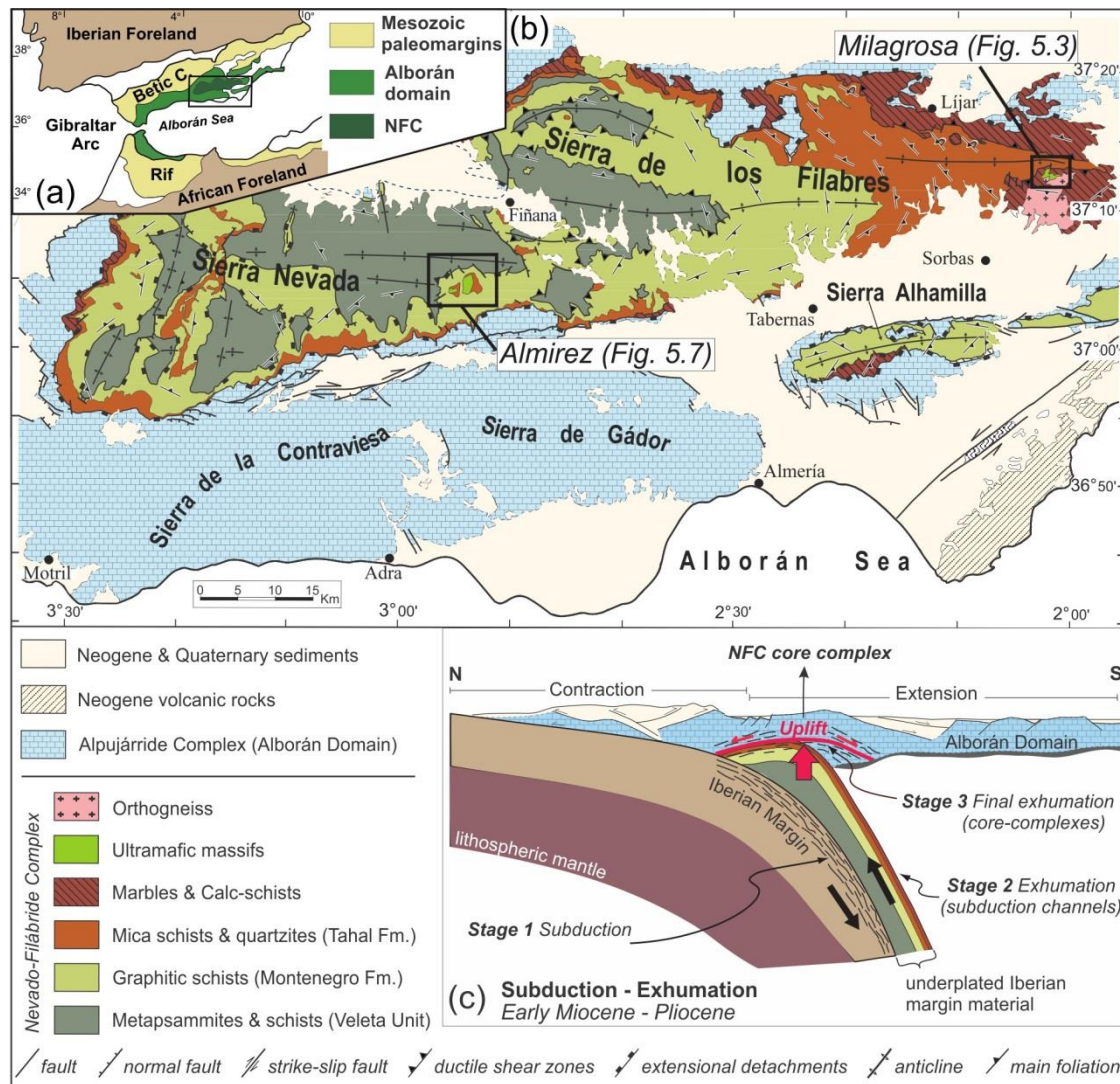 8°
4°
0°
38°
36°
34°
Iberian Foreland
Betic C.
Gibraltar
Arc
Alborán Sea
Rif
African Foreland
(a)
Mesozoic
paleomargins
Alborán
domain
NFC
(b)
Milagrosa (Fig. 5.3)
37°20'
Líjar
Sierra de los Filabres
37°10'
Fiñana
Sierra Nevada
Sorbas
Sierra Alhamilla
Tabernas
Almirez (Fig. 5.7)
37°00'
Sierra de la Contraviesa
Sierra de Gádor
Almería
36°50'
Alborán Sea
Motril
Adra
0 5 10 15
Km
3°30'
3°00'
2°30'
2°00'
Neogene & Quaternary sediments
Neogene volcanic rocks
Alpujárride Complex (Alborán Domain)
Nevado-Filábride Complex
Orthogneiss
Ultramafic massifs
Marbles & Calc-schists
Mica schists & quartzites (Tahal Fm.)
Graphitic schists (Montenegro Fm.)
Metapsammites & schists (Veleta Unit)
NFC core complex
N
S
Contraction
Extension
Uplift
Alborán Domain
Iberian Margin
lithospheric mantle
Stage 3 Final exhumation
(core-complexes)
Stage 2 Exhumation
(subduction channels)
Stage 1 Subduction
underplated Iberian
margin material
(c) Subduction - Exhumation
Early Miocene - Pliocene
fault
normal fault
strike-slip fault
ductile shear zones
extensional detachments
anticline
main foliation